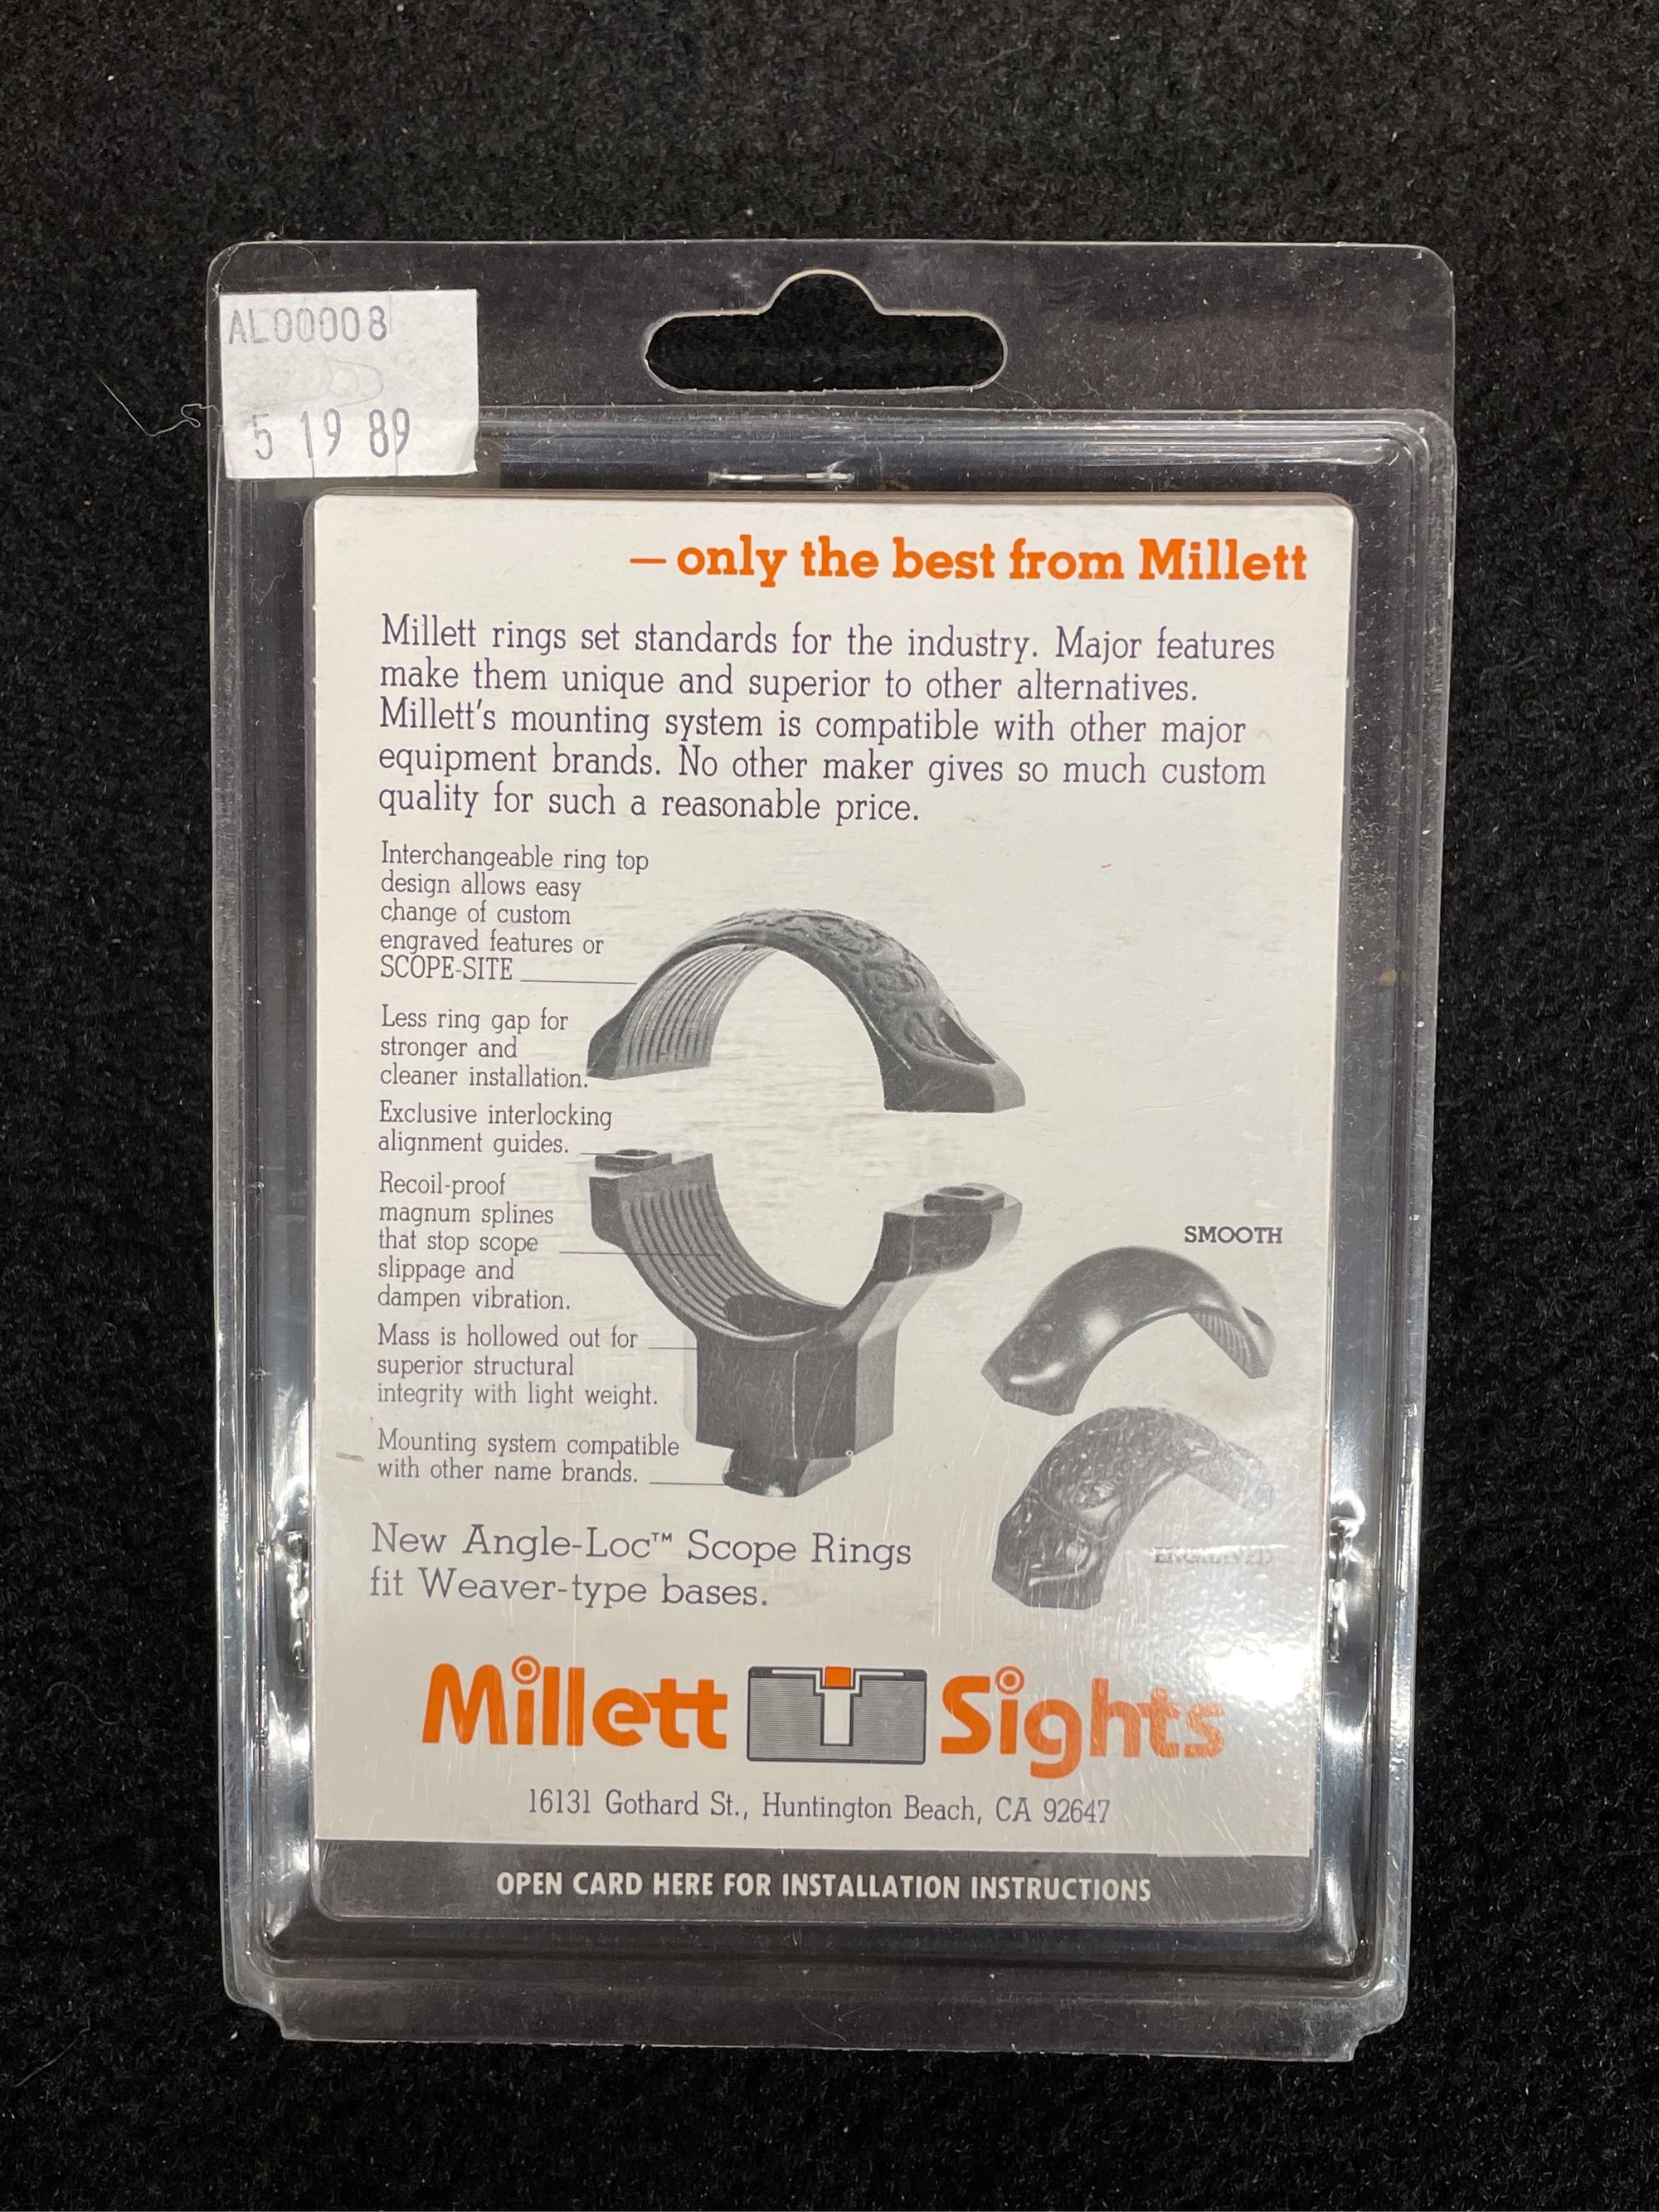 AL00008
5 19 89
— only the best from Millett
Millett rings set standards for the industry. Major features
make them unique and superior to other alternatives.
Millett's mounting system is compatible with other major
equipment brands. No other maker gives so much custom
quality for such a reasonable price.
Interchangeable ring top
design allows easy
change of custom
engraved features or
SCOPE-SITE
Less ring gap for
stronger and
cleaner installation.
Exclusive interlocking
alignment guides.
Recoil-proof
magnum splines
that stop scope
slippage and
dampen vibration.
Mass is hollowed out for
superior structural
integrity with light weight.
Mounting system compatible
with other name brands.
SMOOTH
ENGRAVED
New Angle-Loc™ Scope Rings
fit Weaver-type bases.
Millett Sights
16131 Gothard St., Huntington Beach, CA 92647
OPEN CARD HERE FOR INSTALLATION INSTRUCTIONS